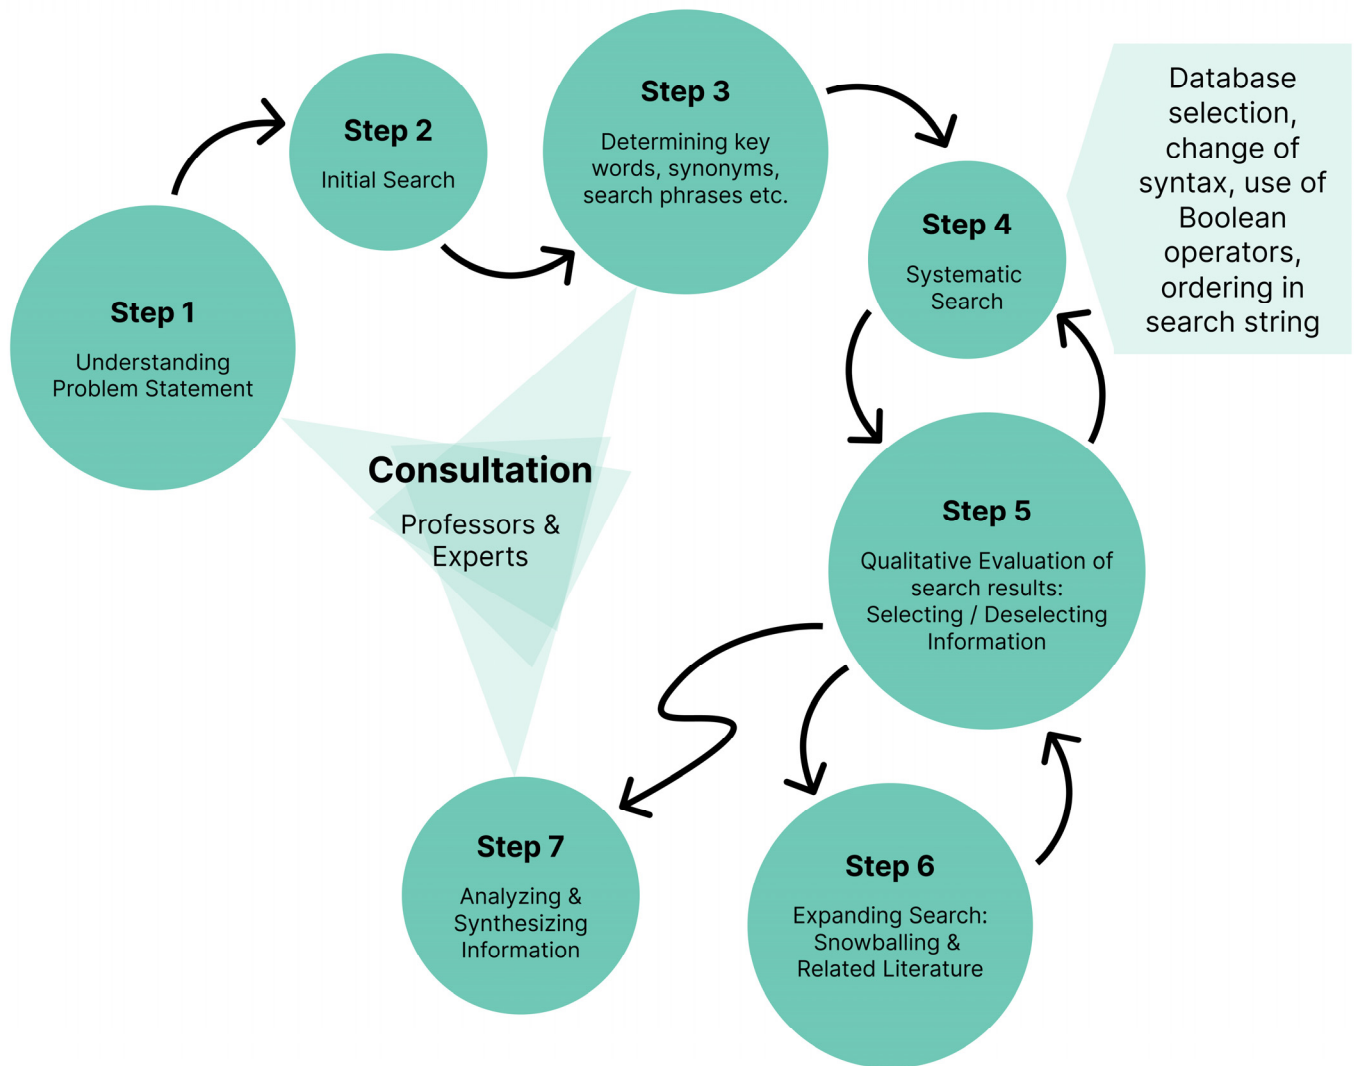 Step 1
Understanding
Problem Statement
Step 2
Initial Search
Step 3
Determining key
words, synonyms,
search phrases etc.
Step 4
Systematic
Search
Database
selection,
change of
syntax, use of
Boolean
operators,
ordering in
search string
Consultation
Professors &
Experts
Step 5
Qualitative Evaluation of
search results:
Selecting / Deselecting
Information
Step 6
Expanding Search:
Snowballing &
Related Literature
Step 7
Analyzing &
Synthesizing
Information